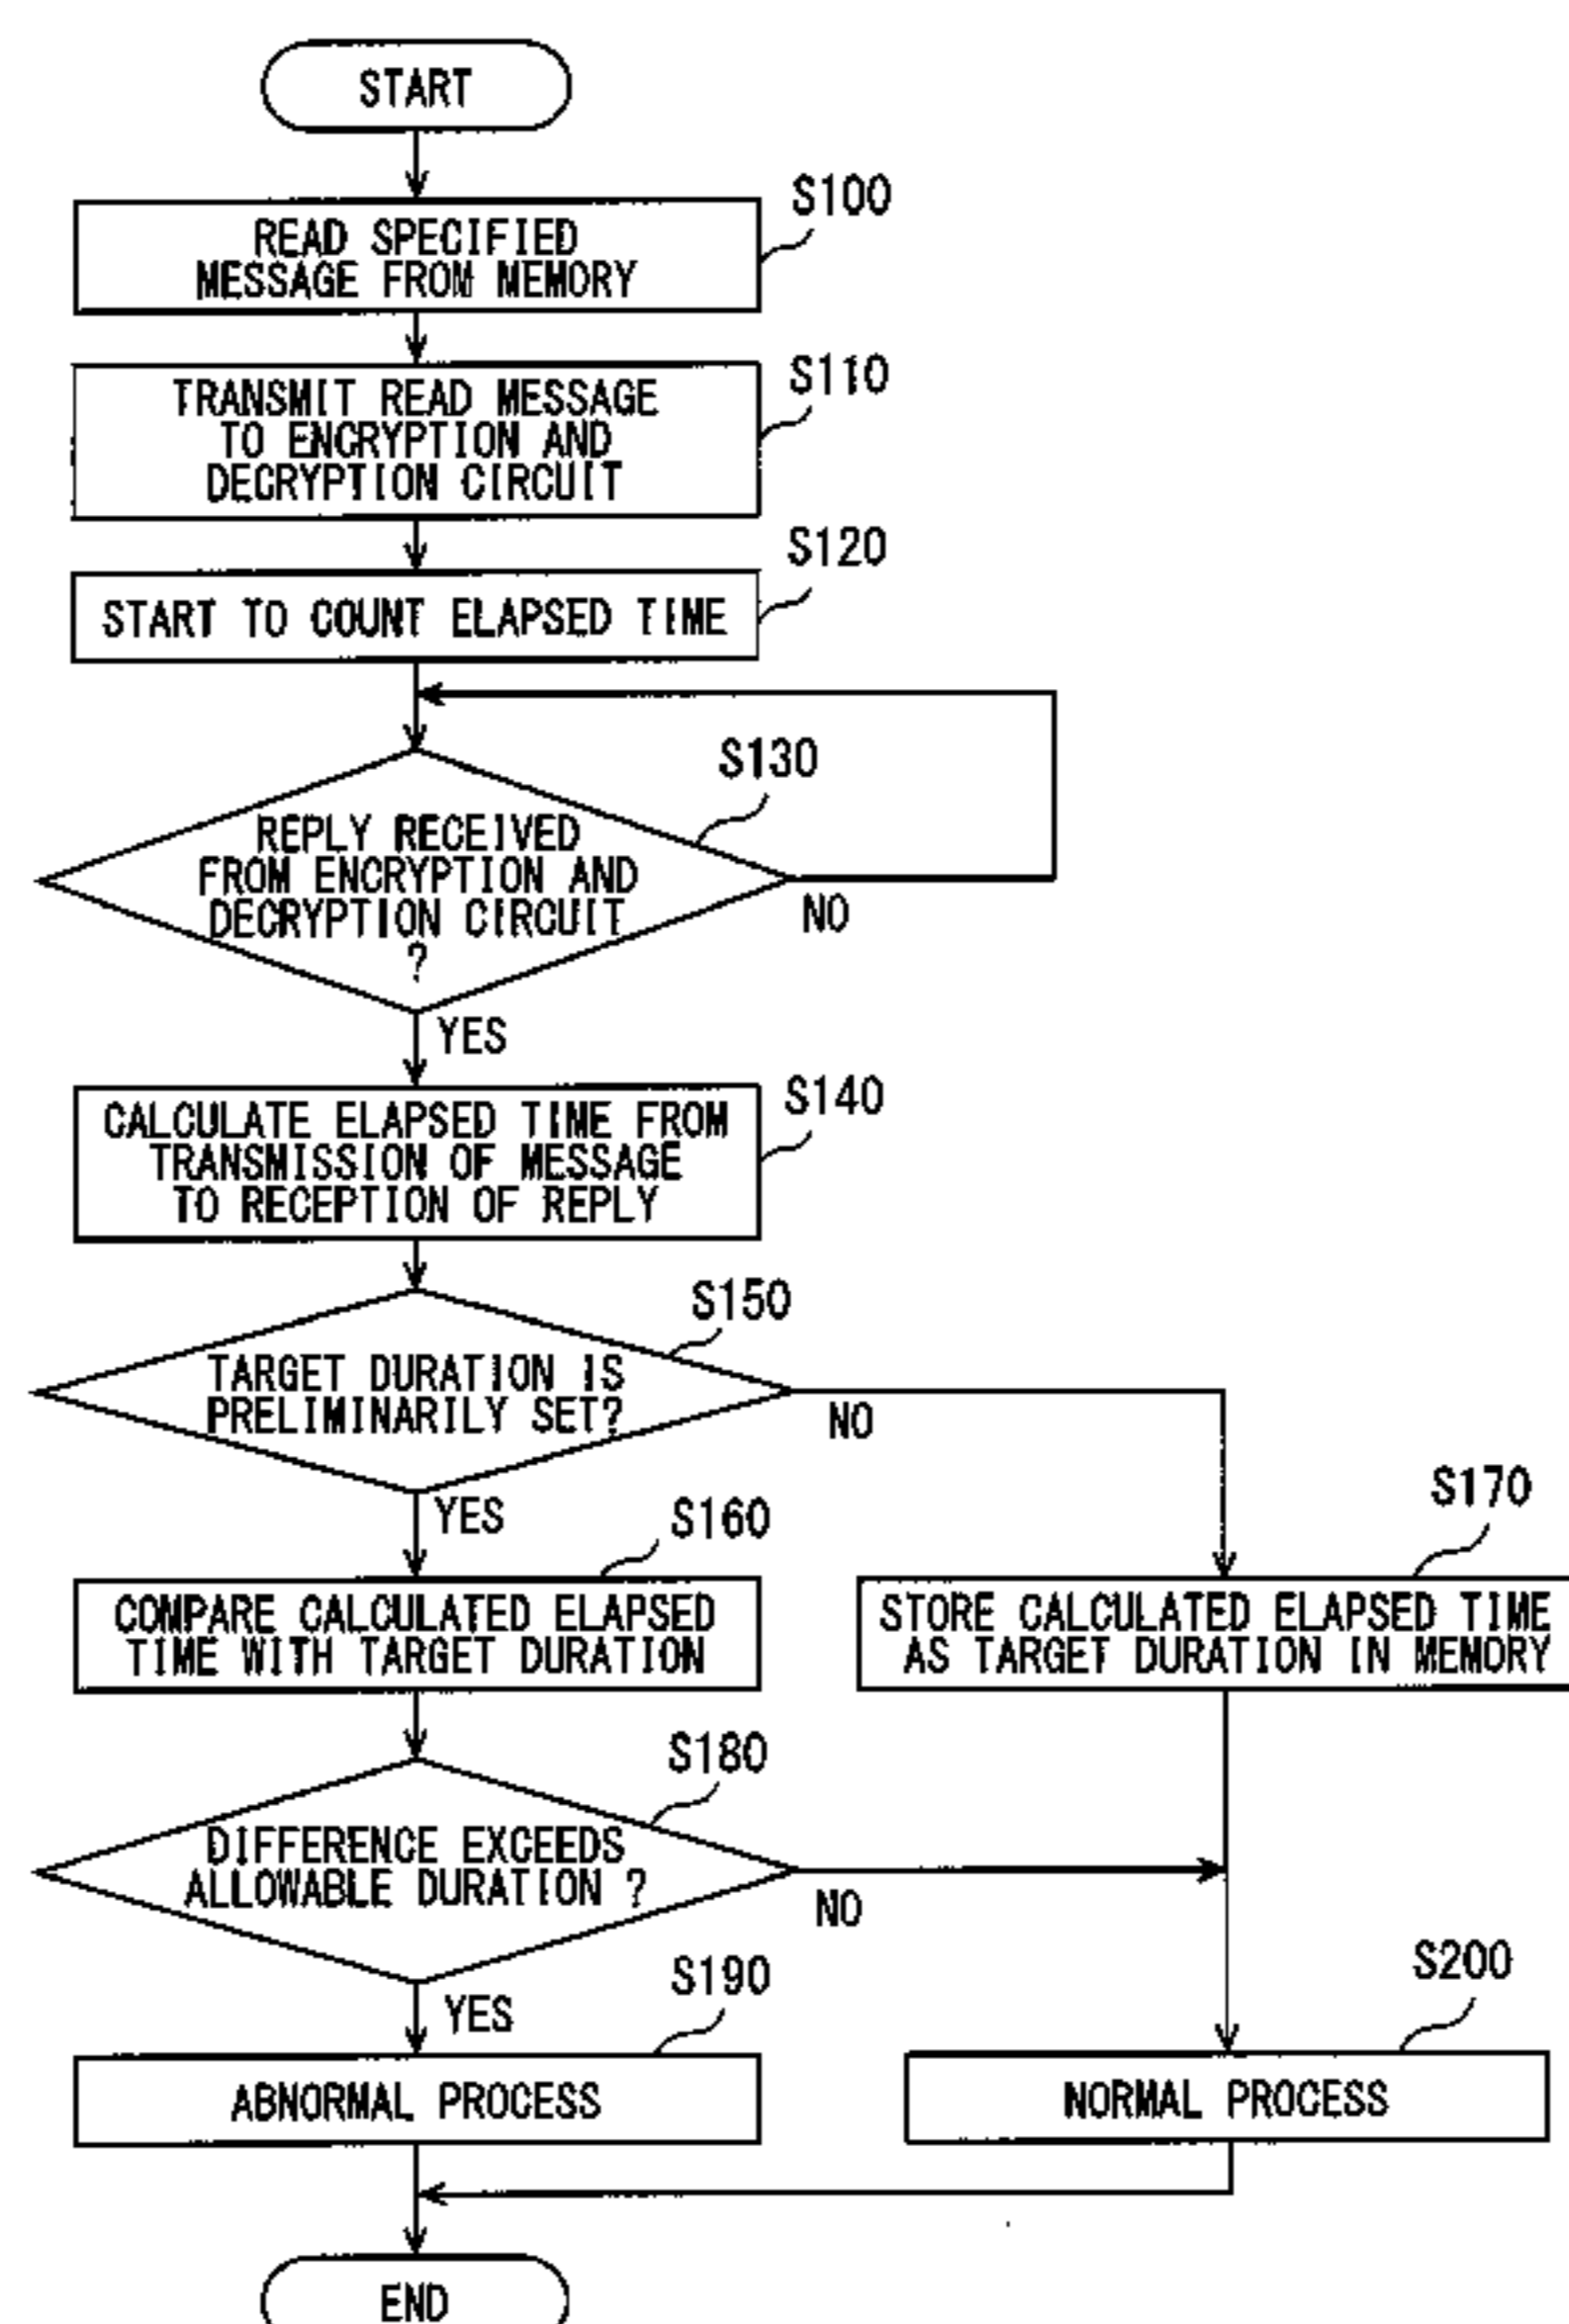 START
S100
READ SPECIFIED
MESSAGE FROM MEMORY
S110
TRANSMIT READ MESSAGE
TO ENCRYPTION AND
DECRYPTION CIRCUIT
S120
START TO COUNT ELAPSED TIME
S130
REPLY RECEIVED
FROM ENCRYPTION AND
DECRYPTION CIRCUIT
?
NO
YES
S140
CALCULATE ELAPSED TIME FROM
TRANSMISSION OF MESSAGE
TO RECEPTION OF REPLY
S150
TARGET DURATION IS
PRELIMINARILY SET?
NO
YES
S160
COMPARE CALCULATED ELAPSED
TIME WITH TARGET DURATION
S170
STORE CALCULATED ELAPSED TIME
AS TARGET DURATION IN MEMORY
S180
DIFFERENCE EXCEEDS
ALLOWABLE DURATION ?
NO
YES
S190
ABNORMAL PROCESS
S200
NORMAL PROCESS
END